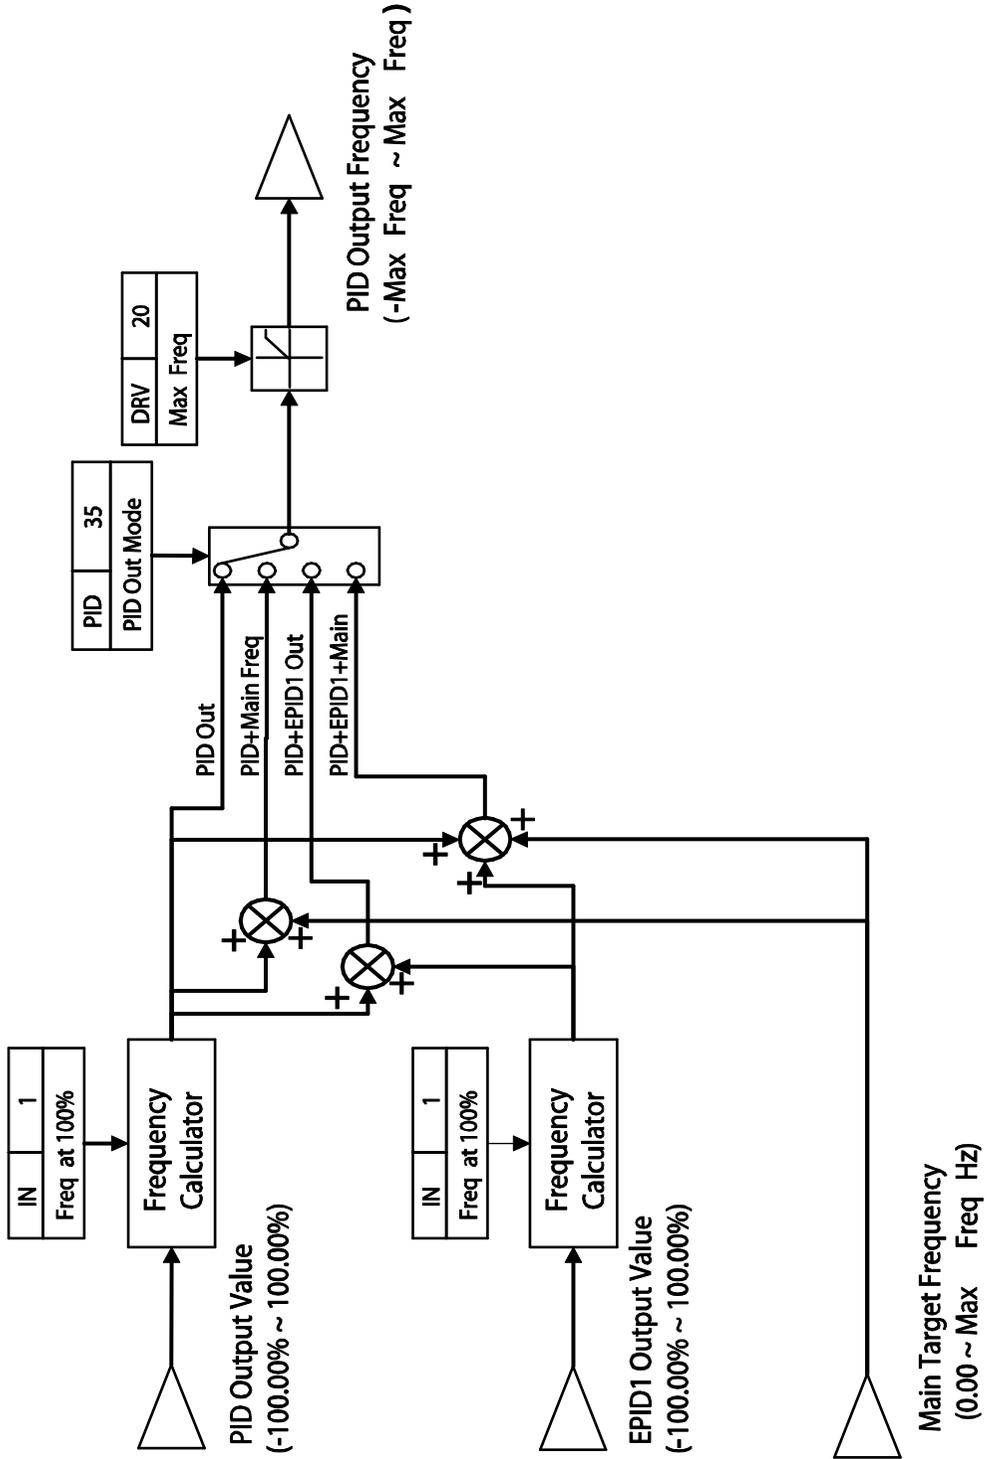 IN 1
Freq at 100%
Frequency
Calculator
PID Output Value
(-100.00% ~ 100.00%)
IN 1
Freq at 100%
Frequency
Calculator
EPID1 Output Value
(-100.00% ~ 100.00%)
Main Target Frequency
(0.00 ~ Max Freq Hz)
+
+
+
+
+
+
+
PID Out
PID+Main Freq
PID+EPID1 Out
PID+EPID1+Main
PID 35
PID Out Mode
DRV 20
Max Freq
PID Output Frequency
(-Max Freq ~ Max Freq )